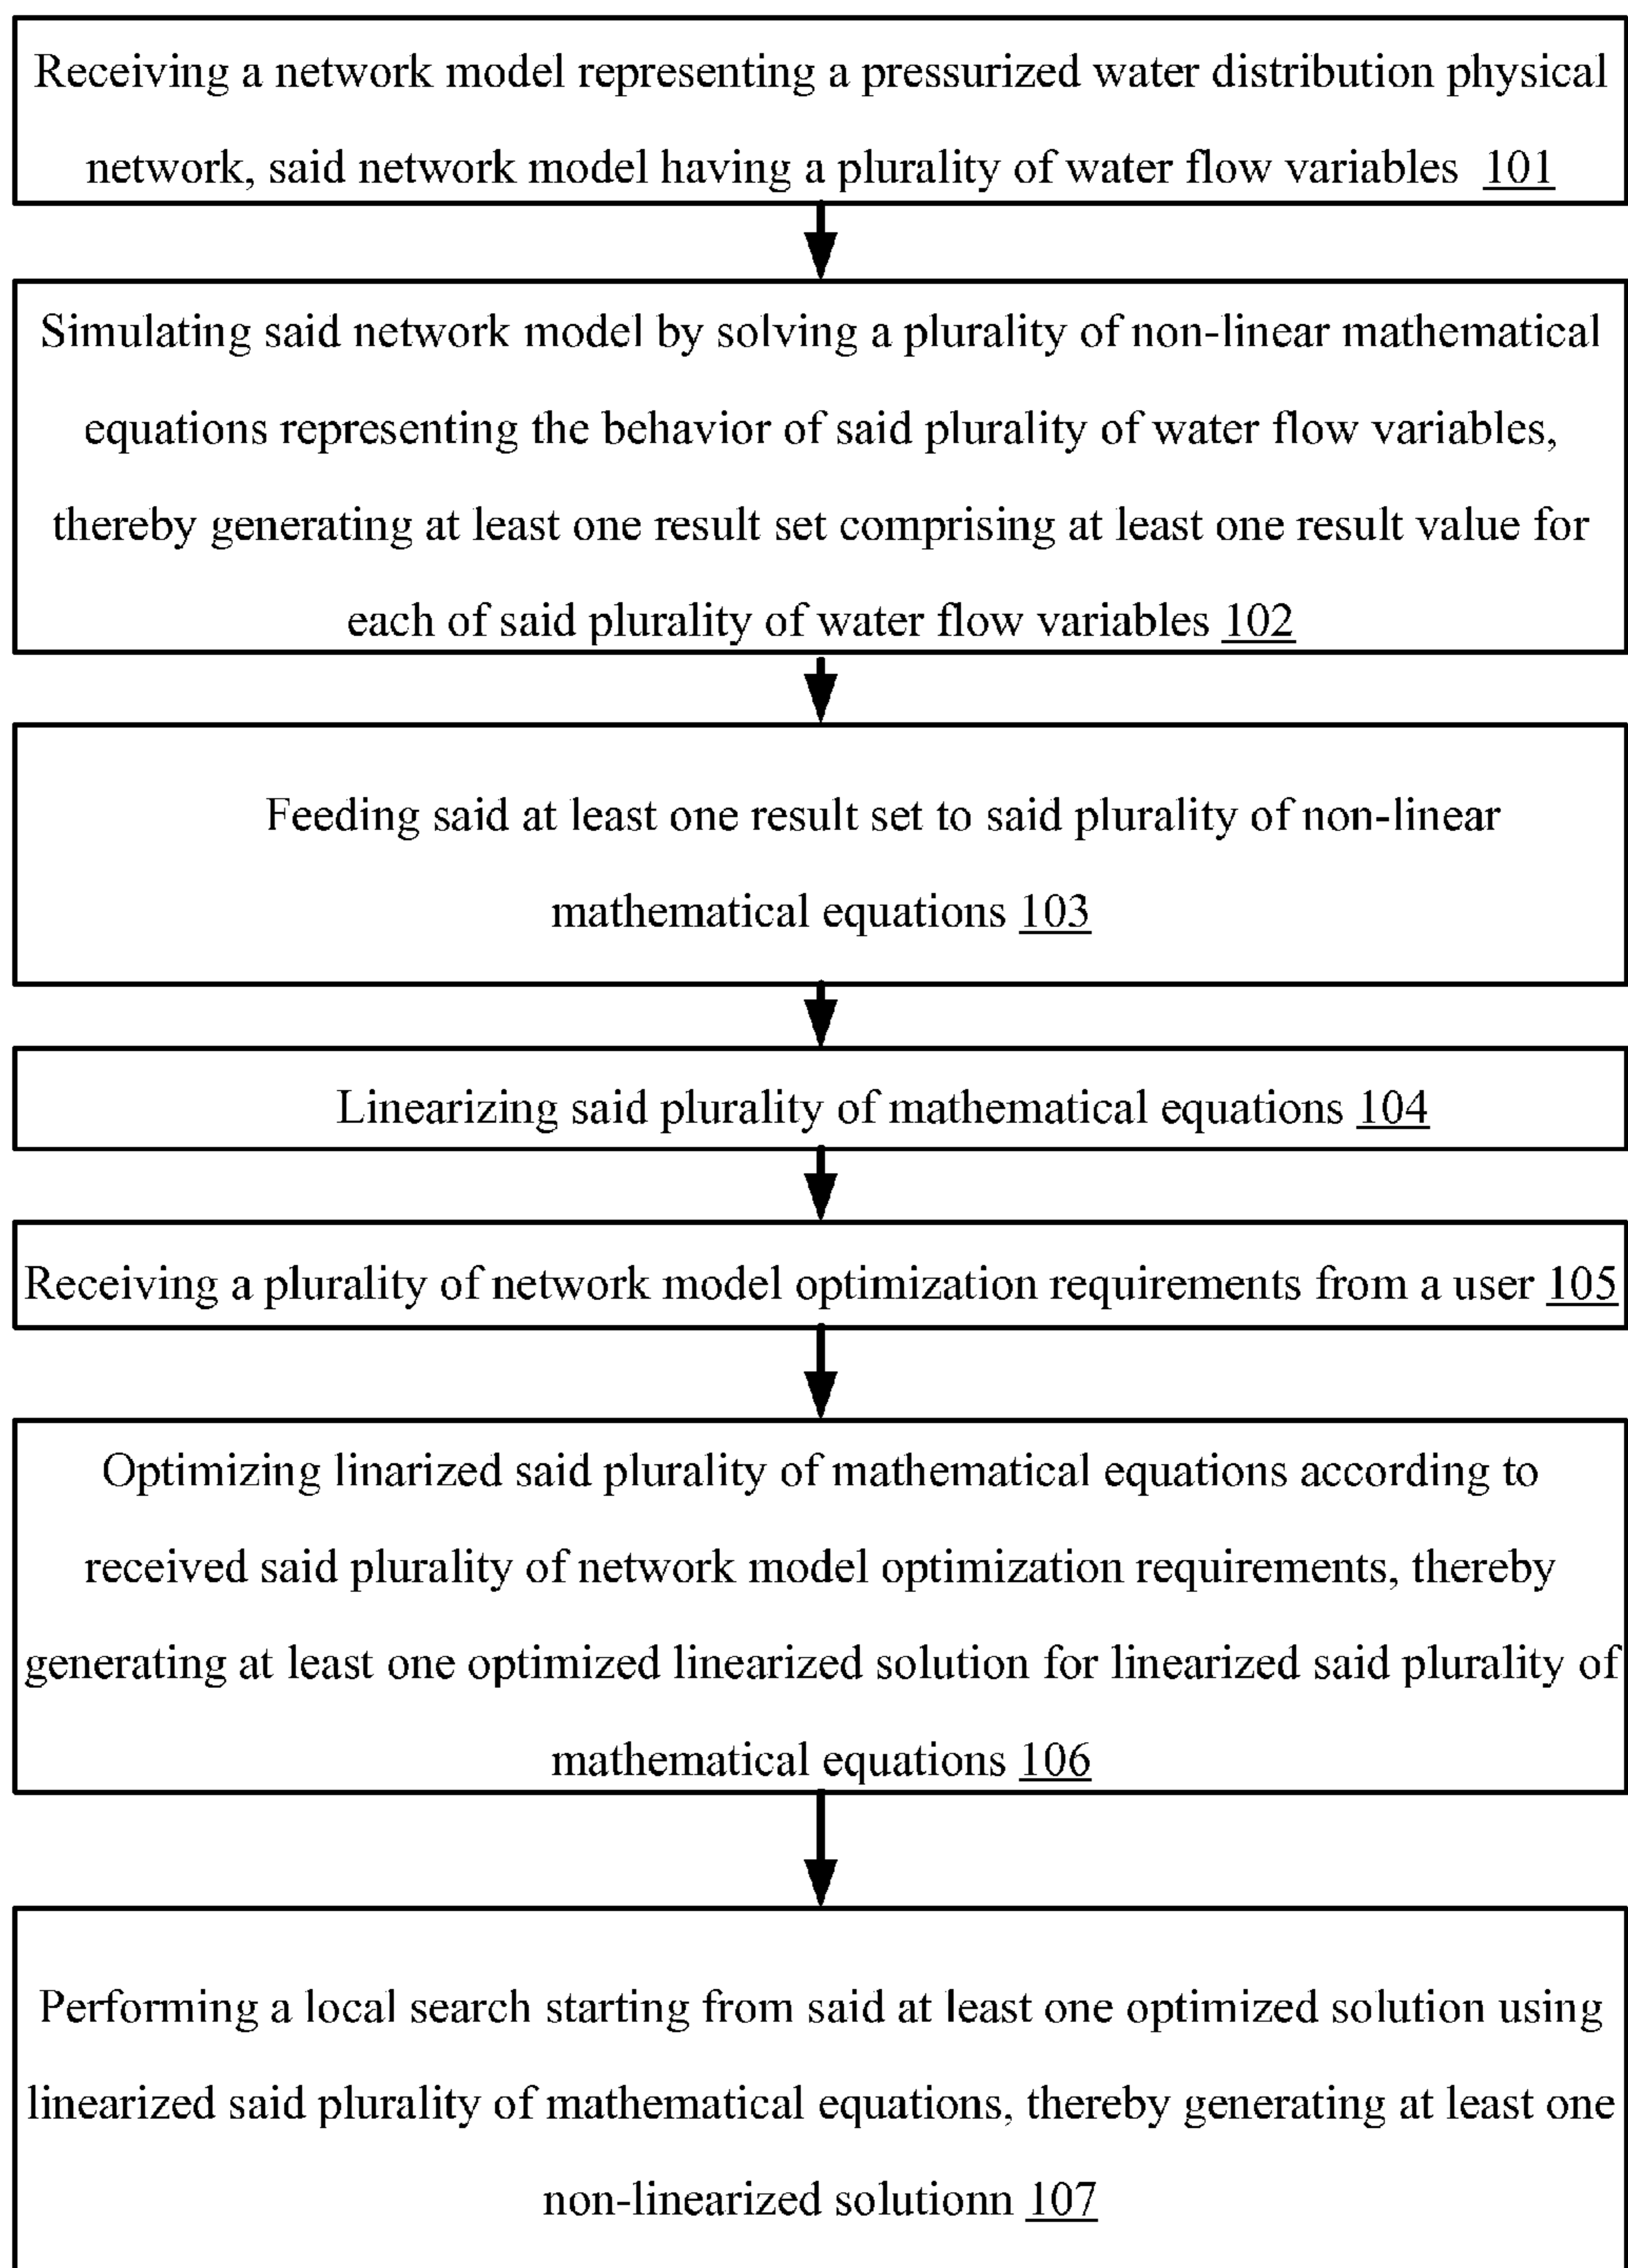 Receiving a network model representing a pressurized water distribution physical
network, said network model having a plurality of water flow variables 101
Simulating said network model by solving a plurality of non-linear mathematical
equations representing the behavior of said plurality of water flow variables,
thereby generating at least one result set comprising at least one result value for
each of said plurality of water flow variables 102
Feeding said at least one result set to said plurality of non-linear
mathematical equations 103
Linearizing said plurality of mathematical equations 104
Receiving a plurality of network model optimization requirements from a user 105
Optimizing linarized said plurality of mathematical equations according to
received said plurality of network model optimization requirements, thereby
generating at least one optimized linearized solution for linearized said plurality of
mathematical equations 106
Performing a local search starting from said at least one optimized solution using
linearized said plurality of mathematical equations, thereby generating at least one
non-linearized solutionn 107